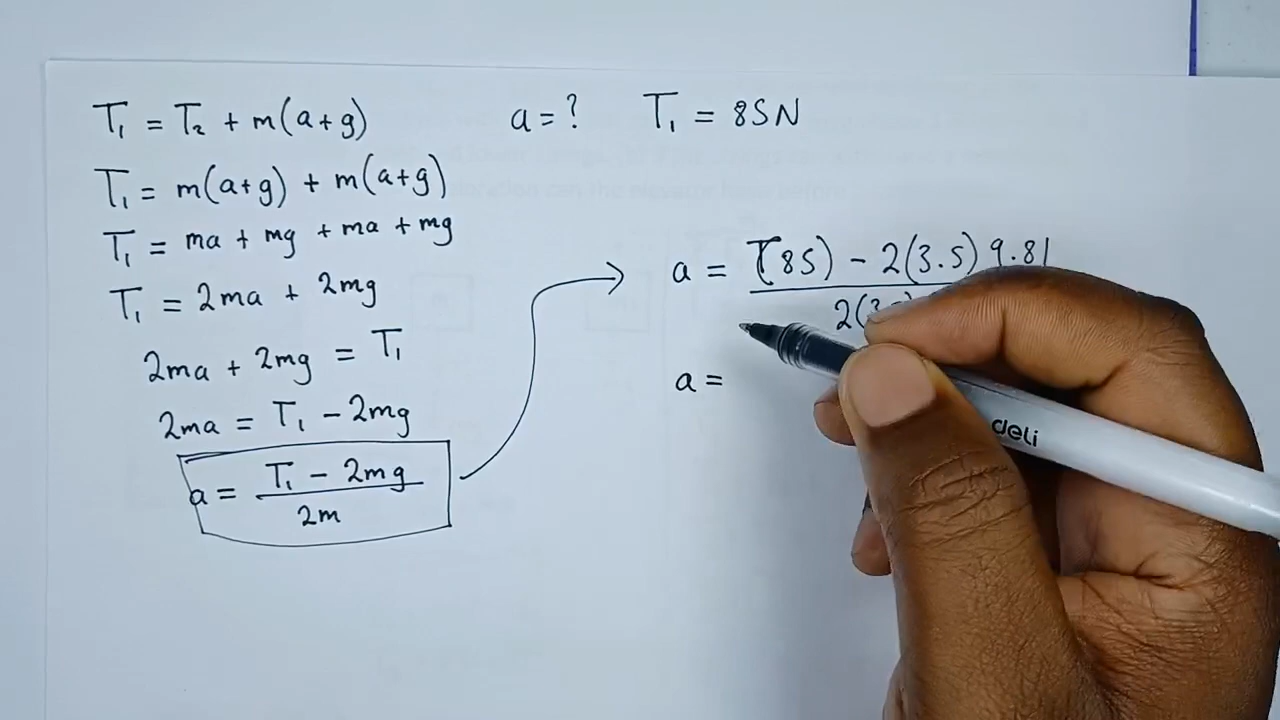 T₁ = T₂ + m(a+g)
a = ? T₁ = 85N
T₁ = m(a+g) + m(a+g)
T₁ = ma + mg + ma + mg
T₁ = 2ma + 2mg
2ma + 2mg = T₁
2ma = T₁ - 2mg
a = T₁ - 2mg
2m
a = (85) - 2(3.5) 9.81
2(3.
a =
deli